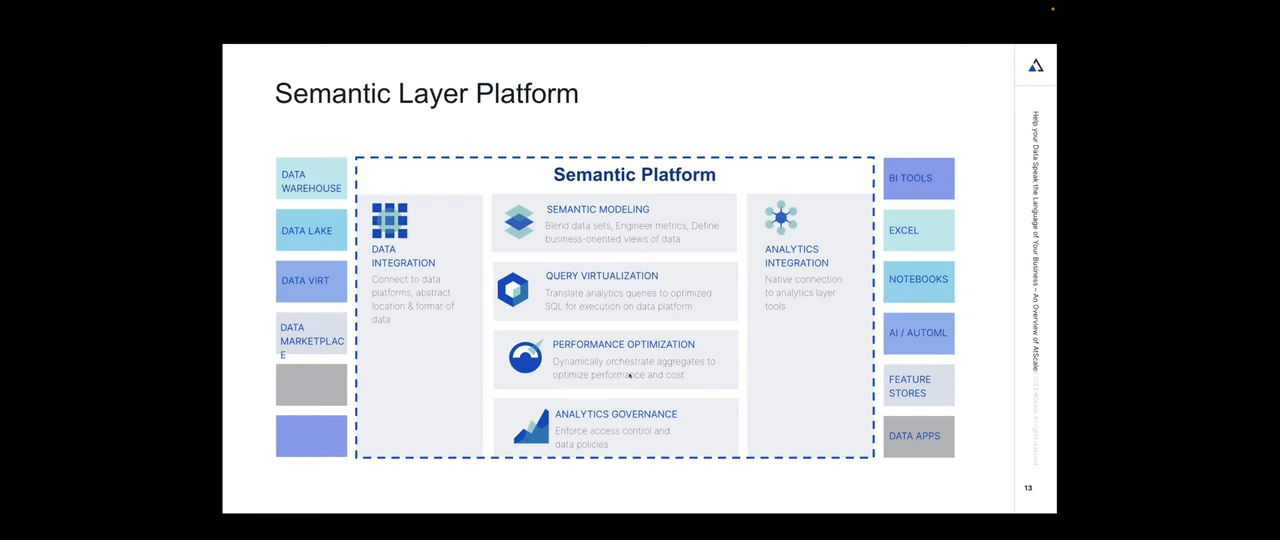 Semantic Layer Platform
DATA
WAREHOUSE
DATA LAKE
DATA VIRT
DATA
MARKETPLAC
E
Semantic Platform
DATA
INTEGRATION
Connect to data
platforms, abstract
location & format of
data
SEMANTIC MODELING
Blend data sets, Engineer metrics, Define
business-oriented views of data
QUERY VIRTUALIZATION
Translate analytics queries to optimized
SQL for execution on data platform
PERFORMANCE OPTIMIZATION
Dynamically orchestrate aggregates to
optimize performance and cost
ANALYTICS GOVERNANCE
Enforce access control and
data policies
ANALYTICS
INTEGRATION
Native connection
to analytics layer
tools
BI TOOLS
EXCEL
NOTEBOOKS
AI / AUTOML
FEATURE
STORES
DATA APPS
Help your Data Speak the Language of Your Business – An Overview of AtScale
13